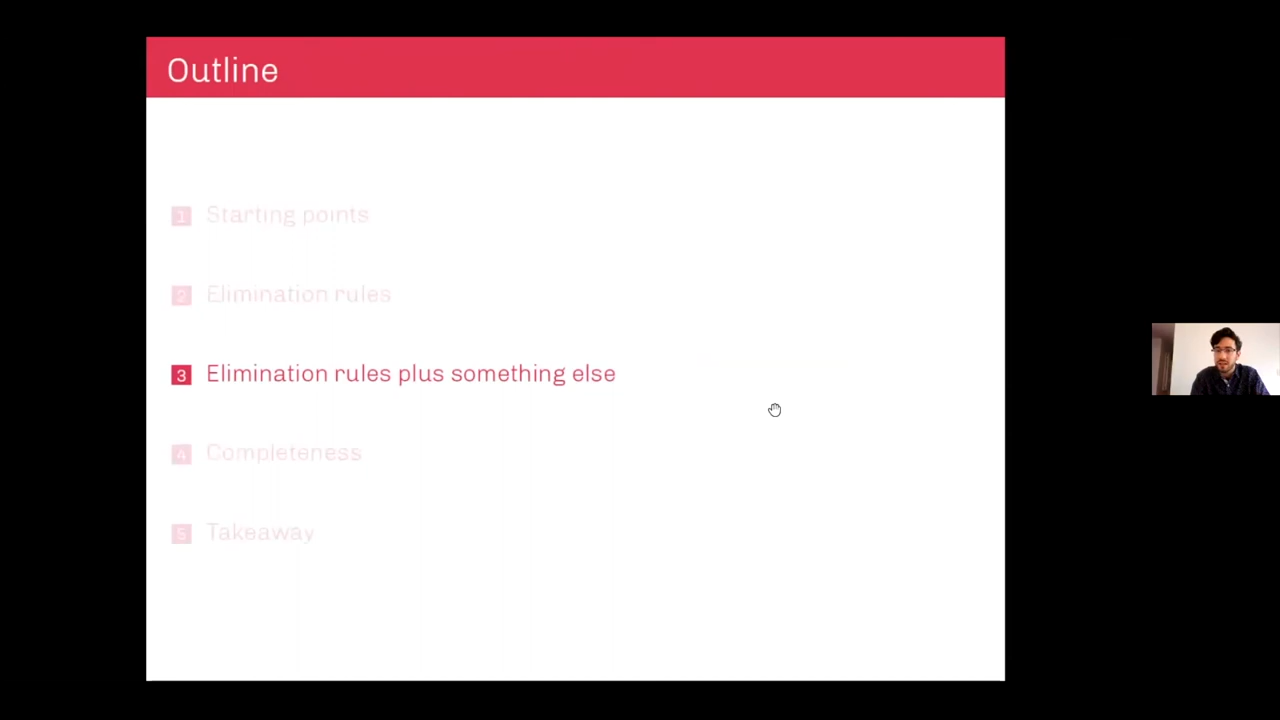 Outline
1 Starting points
2 Elimination rules
3 Elimination rules plus something else
4 Completeness
5 Takeaway